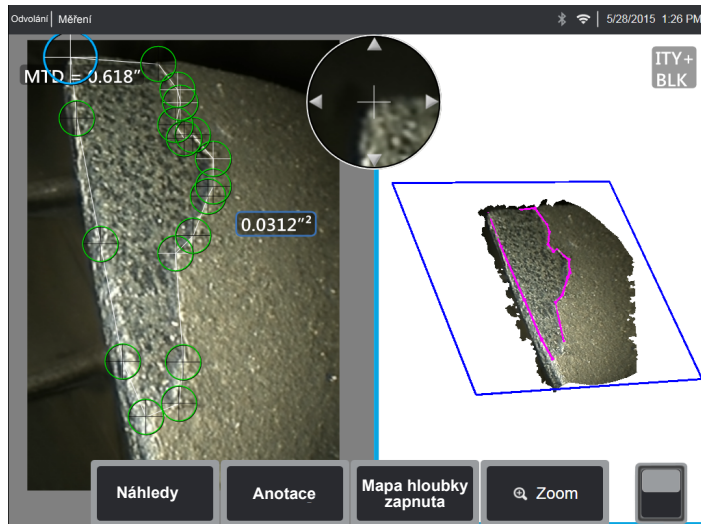 Odvolání Měření
5/28/2015 1:26 PM
MTD = 0.618"
ITY+
BLK
0.0312"²
Náhledy
Anotace
Mapa hloubky
zapnuta
Zoom